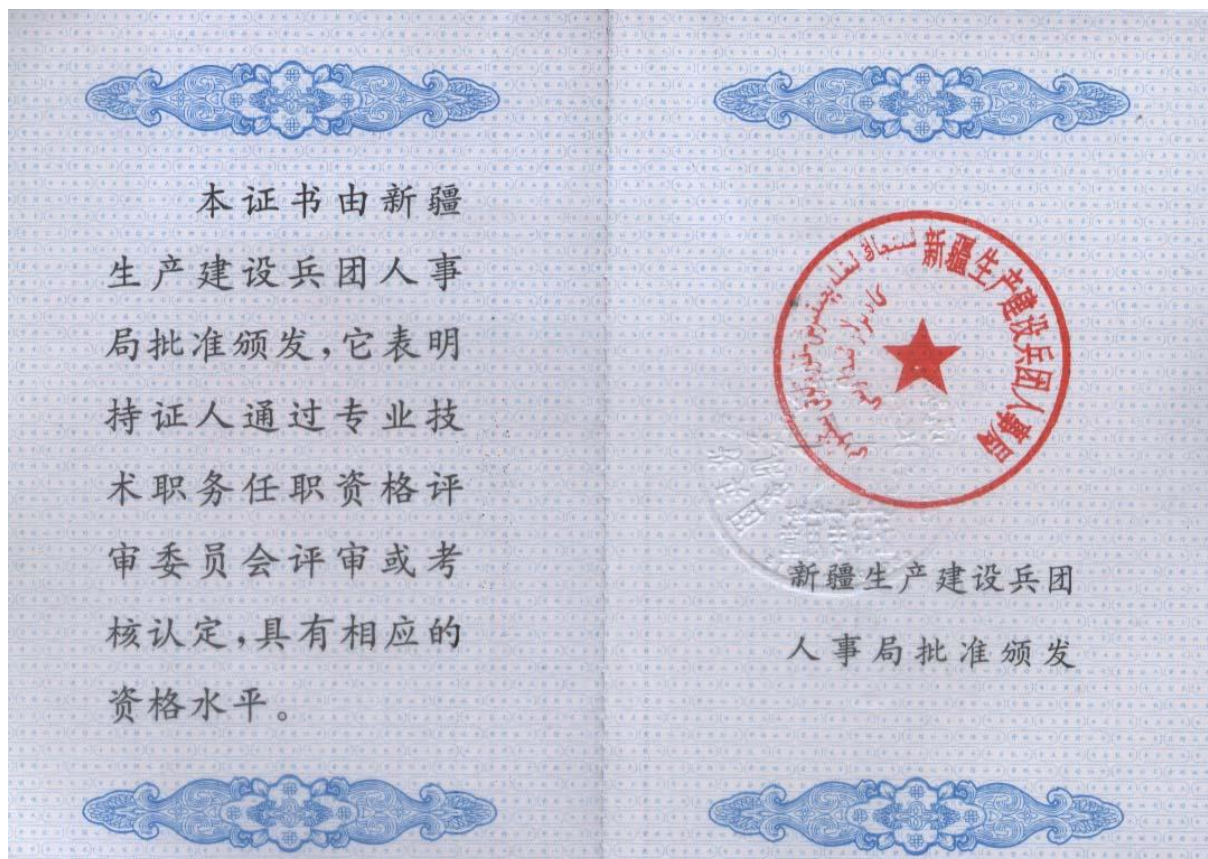 本证书由新疆
生产建设兵团人事
局批准颁发，它表明
持证人通过专业技
术职务任职资格评
审委员会评审或考
核认定，具有相应的
资格水平。
新疆生产建设兵团人事局
新疆生产建设兵团
人事局批准颁发